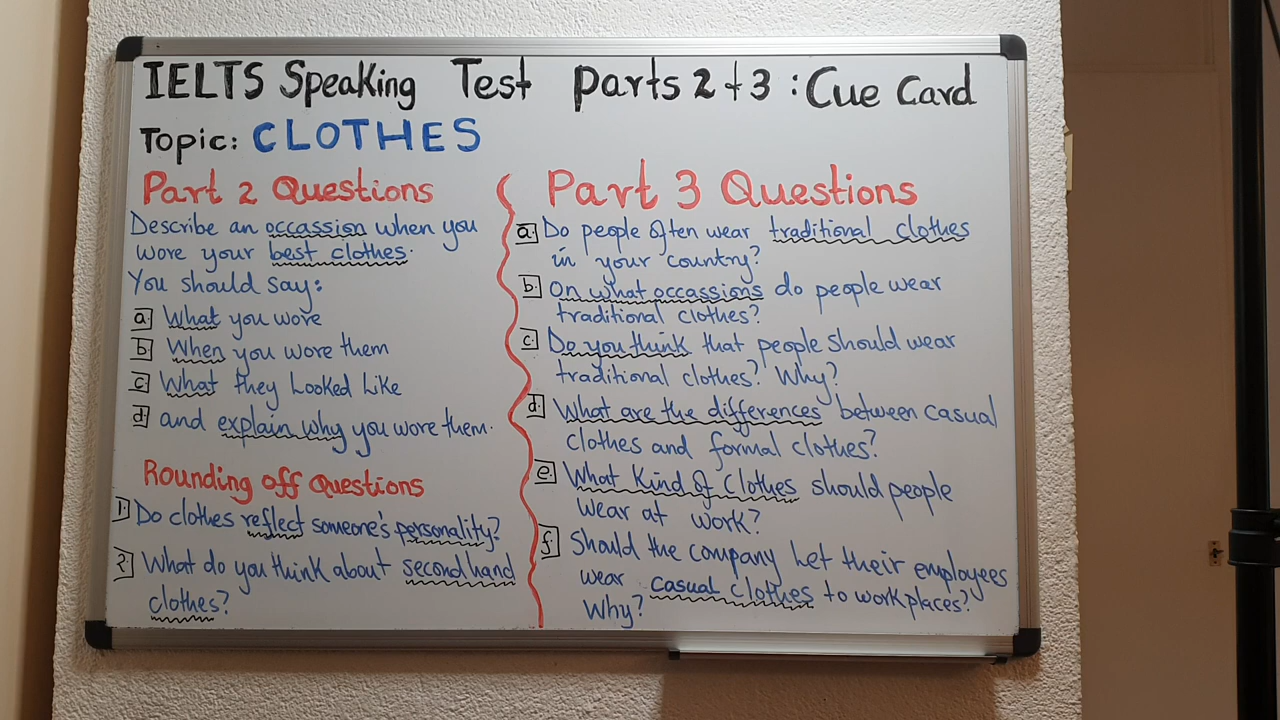 IELTS Speaking Test Parts 2 + 3 : Cue Card
Topic: CLOTHES
Part 2 Questions
Describe an occassion when you
wore your best clothes.
You should say:
a. What you wore
b. When you wore them
c. What they Looked Like
d. and explain why you wore them.
Rounding off Questions
1. Do clothes reflect someone's personality?
2. What do you think about second hand
clothes?
Part 3 Questions
a. Do people often wear traditional clothes
in your country?
b. On what occassions do people wear
traditional clothes?
c. Do you think that people should wear
traditional clothes? Why?
d. What are the differences between casual
clothes and formal clothes?
e. What Kind of Clothes should people
wear at work?
f. Should the company let their employees
wear casual clothes to workplaces?
Why?